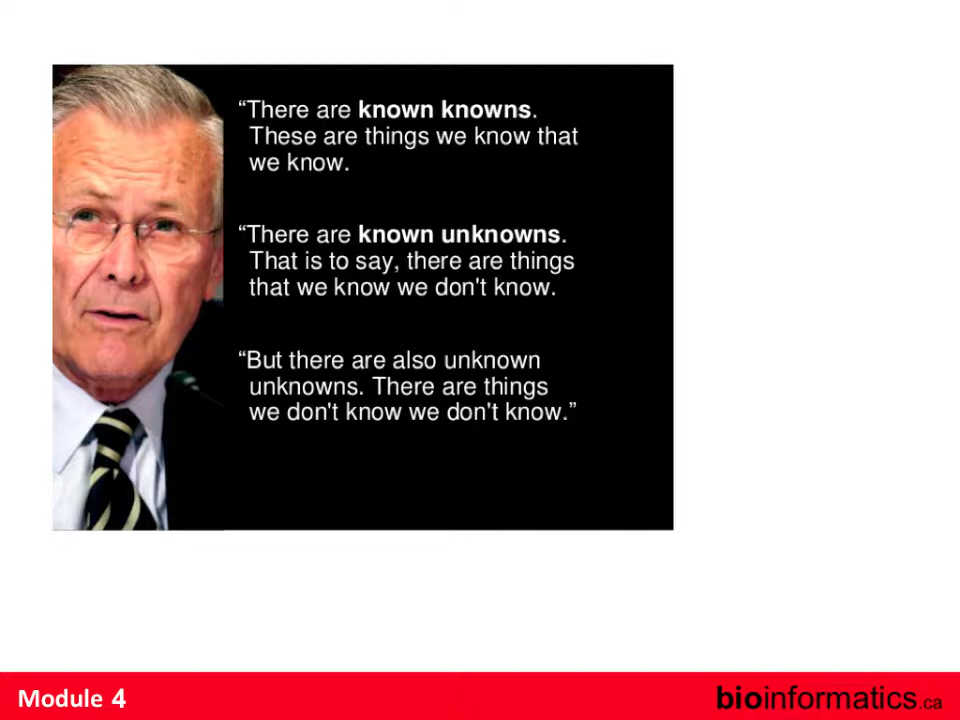 “There are known knowns.
These are things we know that
we know.
“There are known unknowns.
That is to say, there are things
that we know we don't know.
“But there are also unknown
unknowns. There are things
we don't know we don't know.”
Module 4
bioinformatics.ca